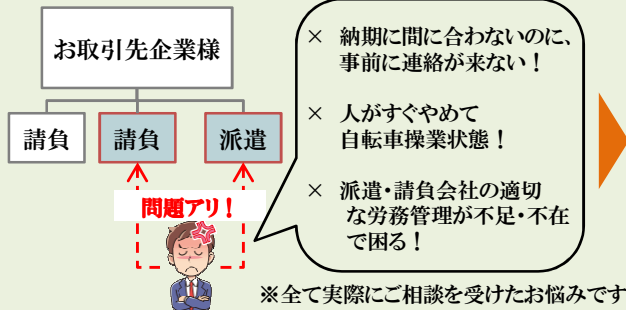 お取引先企業様
請負
請負
派遣
問題アリ！
× 納期に間に合わないのに、
事前に連絡が来ない！
× 人がすぐやめて
自転車操業状態！
× 派遣・請負会社の適切
な労務管理が不足・不在
で困る！
※全て実際にご相談を受けたお悩みです